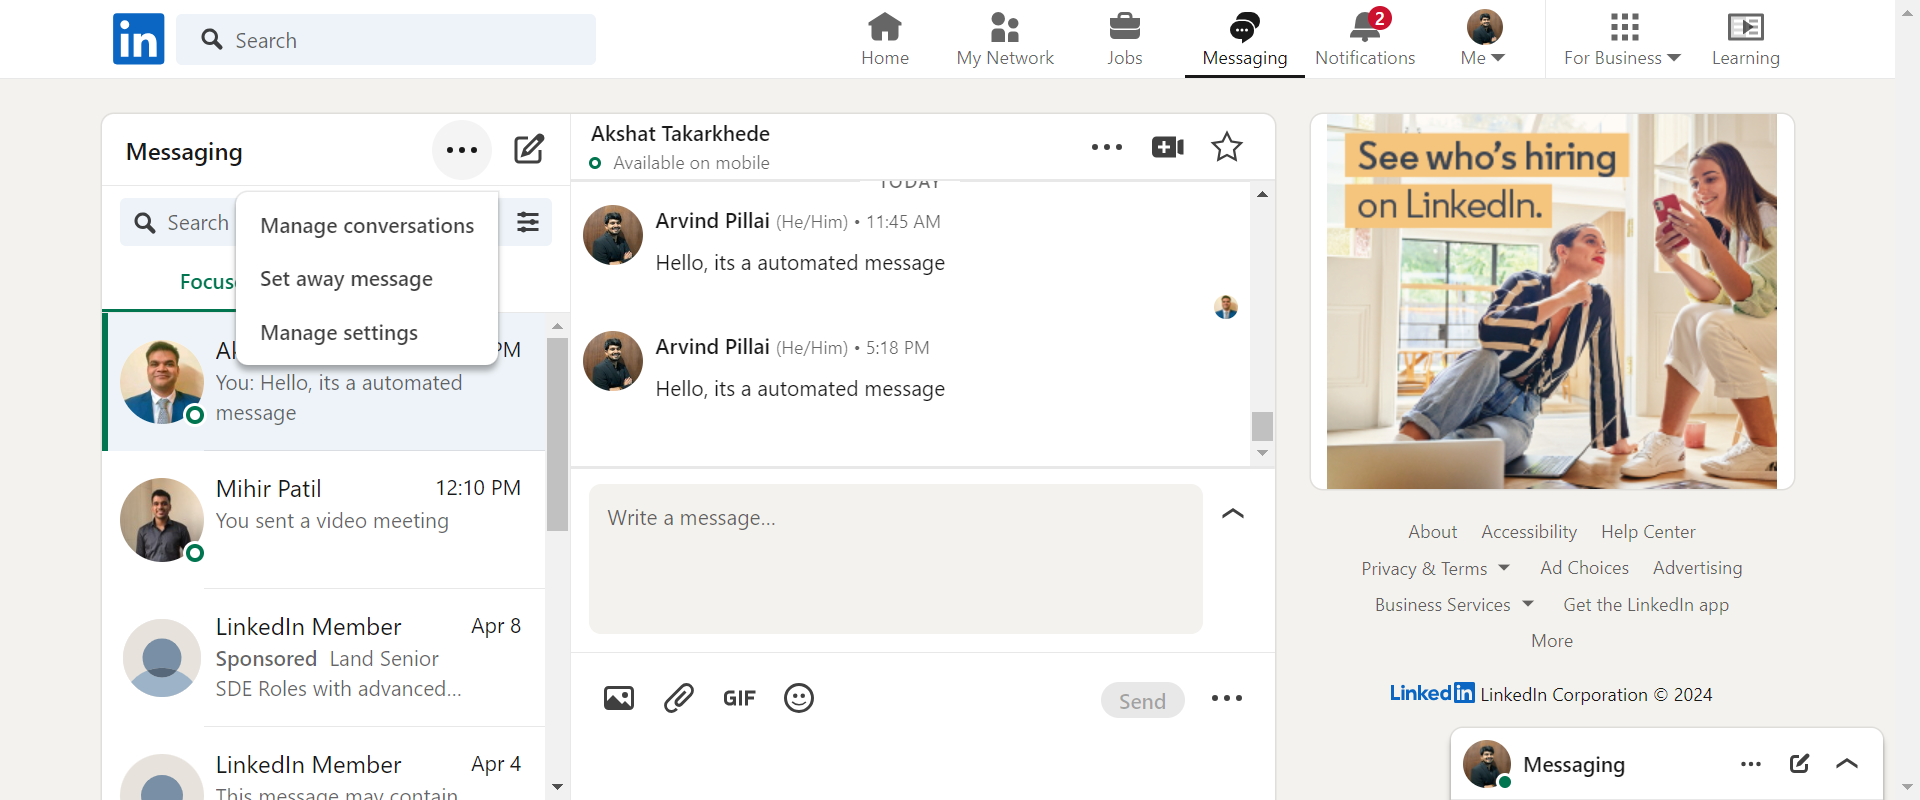 in
Search
Home
My Network
Jobs
Messaging
2
Notifications
Me
For Business
Learning
Messaging
Search
Manage conversations
Set away message
Manage settings
PM
You: Hello, its a automated
message
Mihir Patil 12:10 PM
You sent a video meeting
LinkedIn Member Apr 8
Sponsored Land Senior
SDE Roles with advanced...
LinkedIn Member Apr 4
This message may contain
Akshat Takarkhede
Available on mobile
TODAY
Arvind Pillai (He/Him) • 11:45 AM
Hello, its a automated message
Arvind Pillai (He/Him) • 5:18 PM
Hello, its a automated message
Write a message...
GIF
Send
See who's hiring
on LinkedIn.
About Accessibility Help Center
Privacy & Terms Ad Choices Advertising
Business Services Get the LinkedIn app
More
LinkedIn LinkedIn Corporation © 2024
Messaging